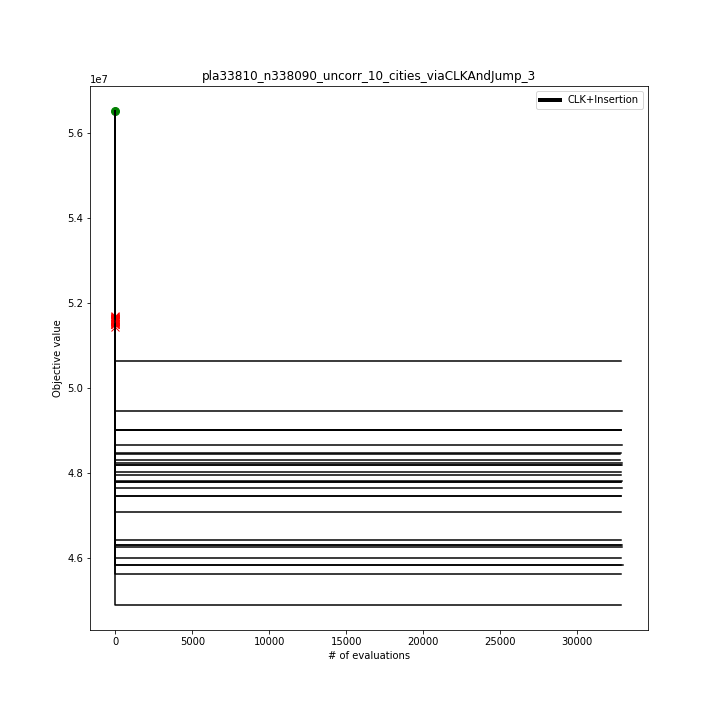 pla33810_n338090_uncorr_10_cities_viaCLKAndJump_3
1e7
CLK+Insertion
5.6
5.4
5.2
5.0
4.8
4.6
Objective value
0 5000 10000 15000 20000 25000 30000
# of evaluations